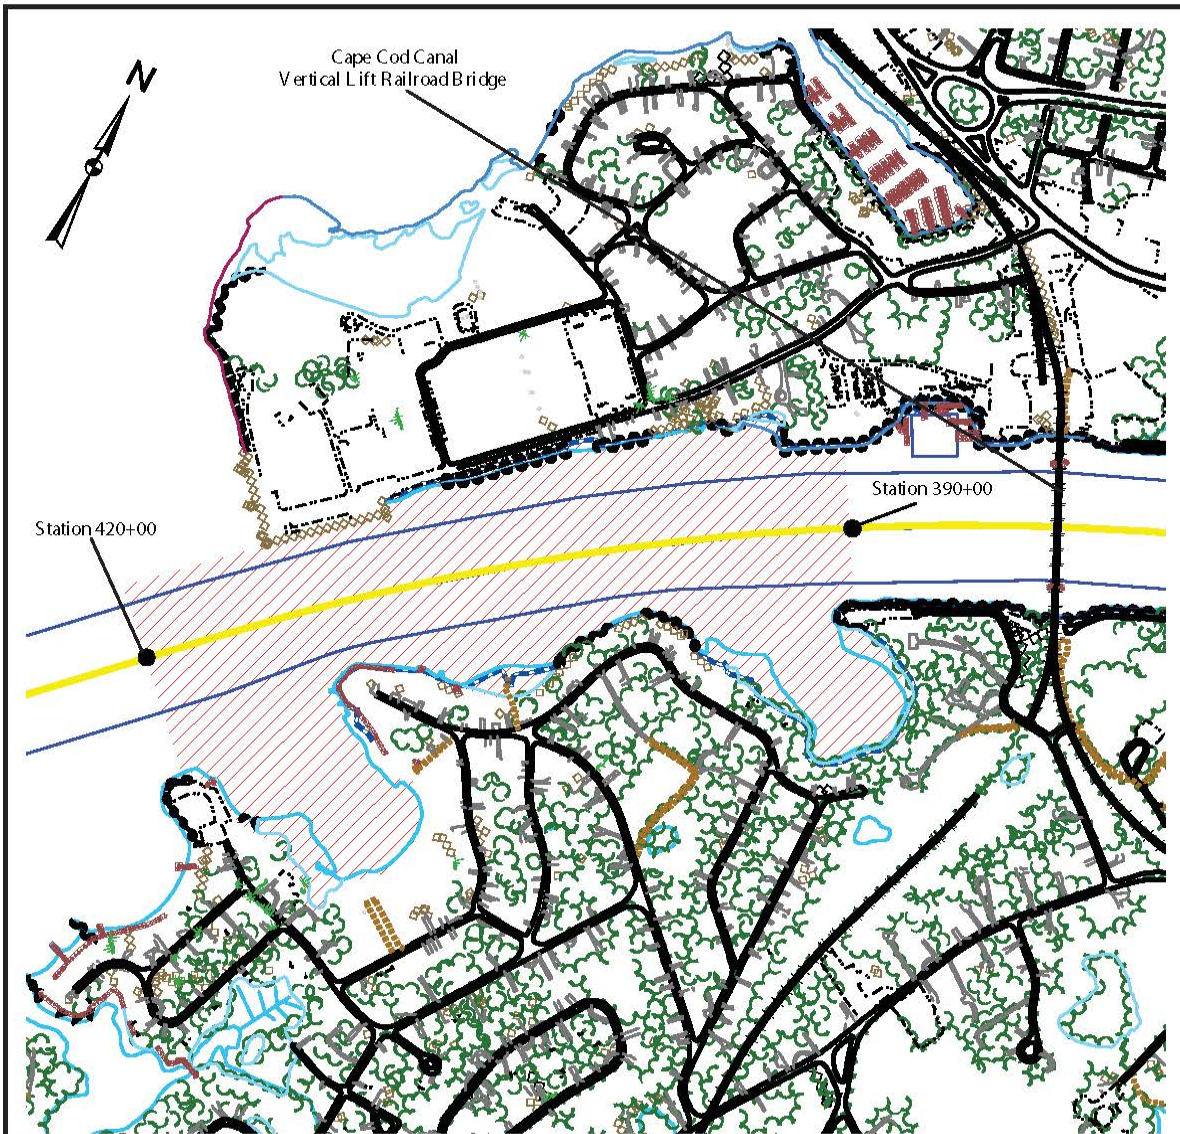 Cape Cod Canal
Vertical Lift Railroad Bridge
N
Station 390+00
Station 420+00